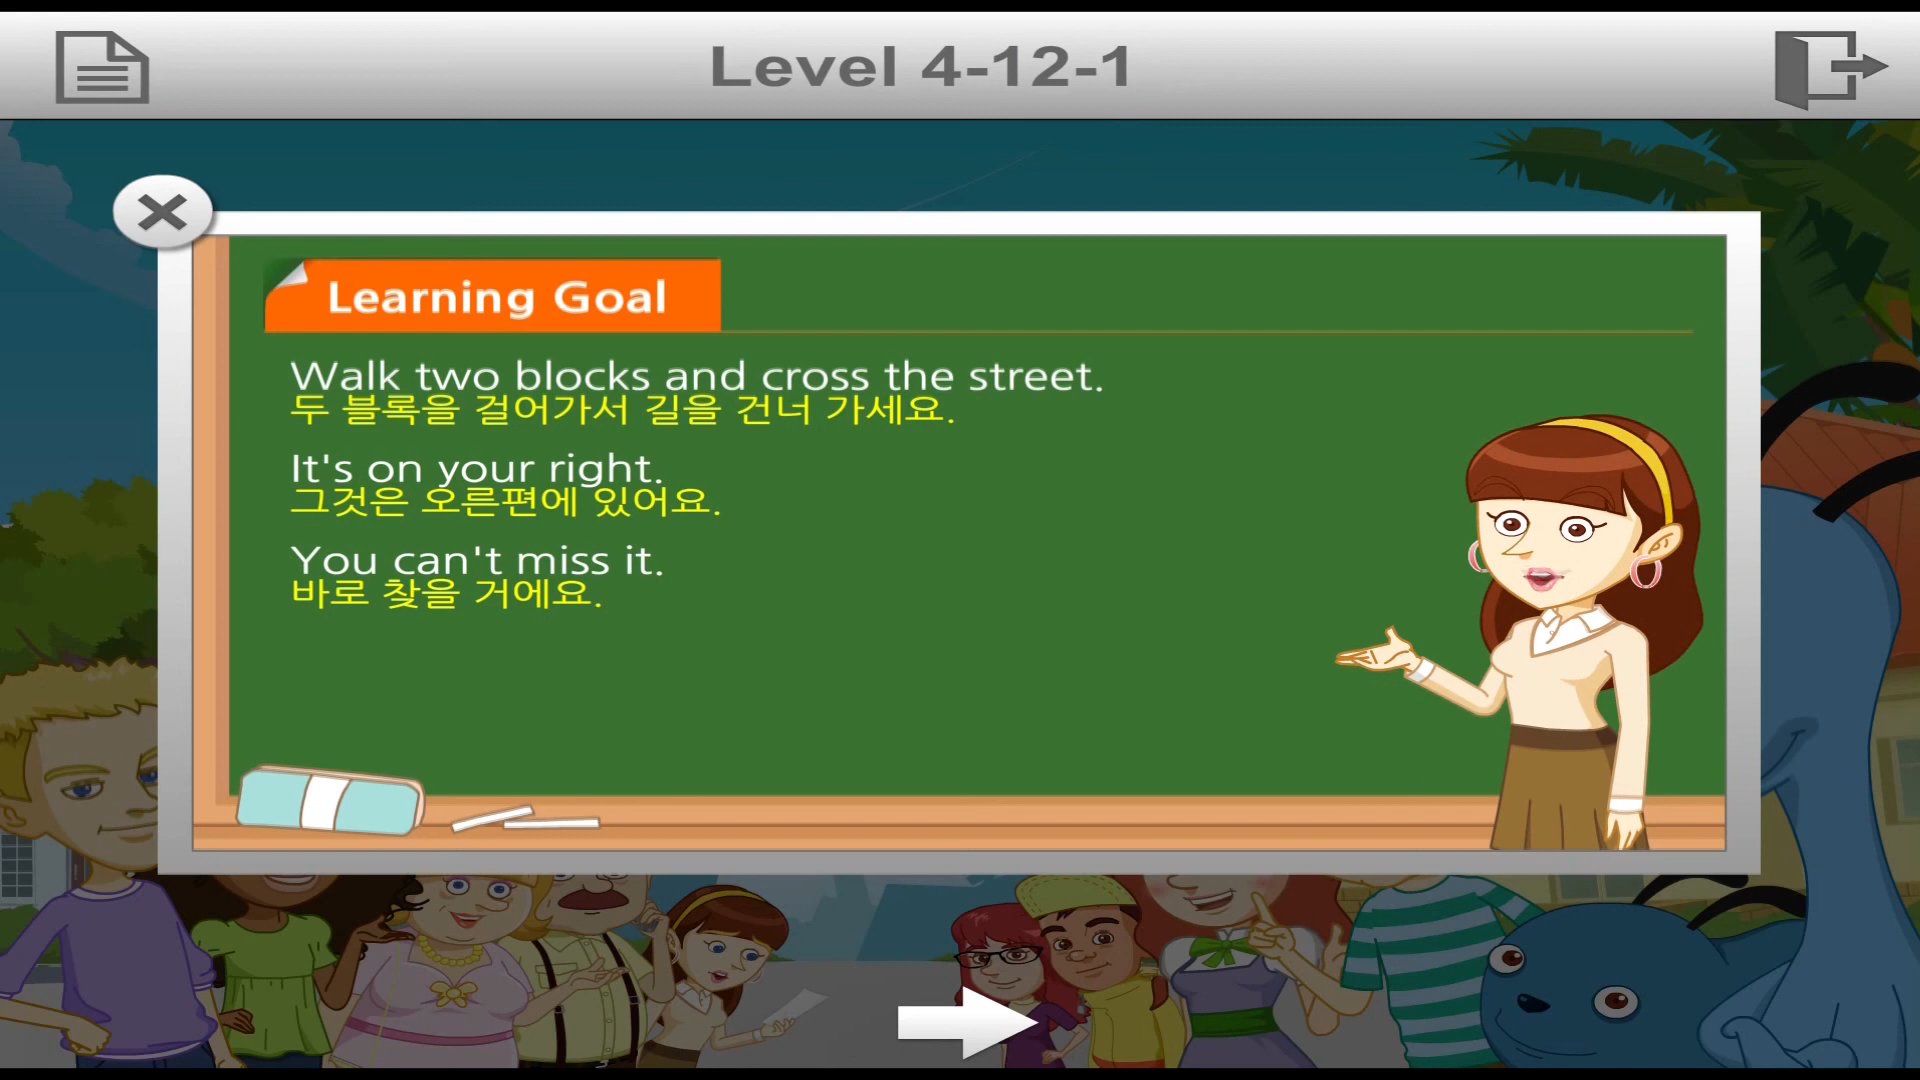 Level 4-12-1
Learning Goal
Walk two blocks and cross the street.
두 블록을 걸어가서 길을 건너 가세요.
It's on your right.
그것은 오른편에 있어요.
You can't miss it.
바로 찾을 거에요.